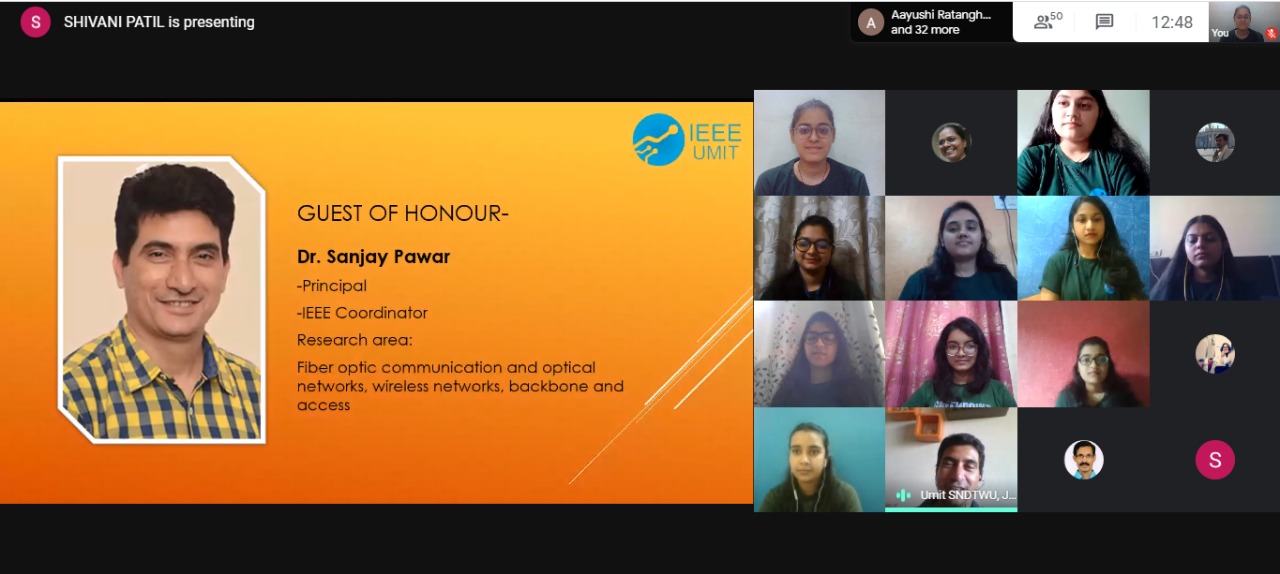 S SHIVANI PATIL is presenting
A Aayushi Ratangh...
and 32 more
50
12:48
You
IEEE
UMIT
GUEST OF HONOUR-
Dr. Sanjay Pawar
-Principal
-IEEE Coordinator
Research area:
Fiber optic communication and optical
networks, wireless networks, backbone and
access
Umit SNDTWU, J...
S